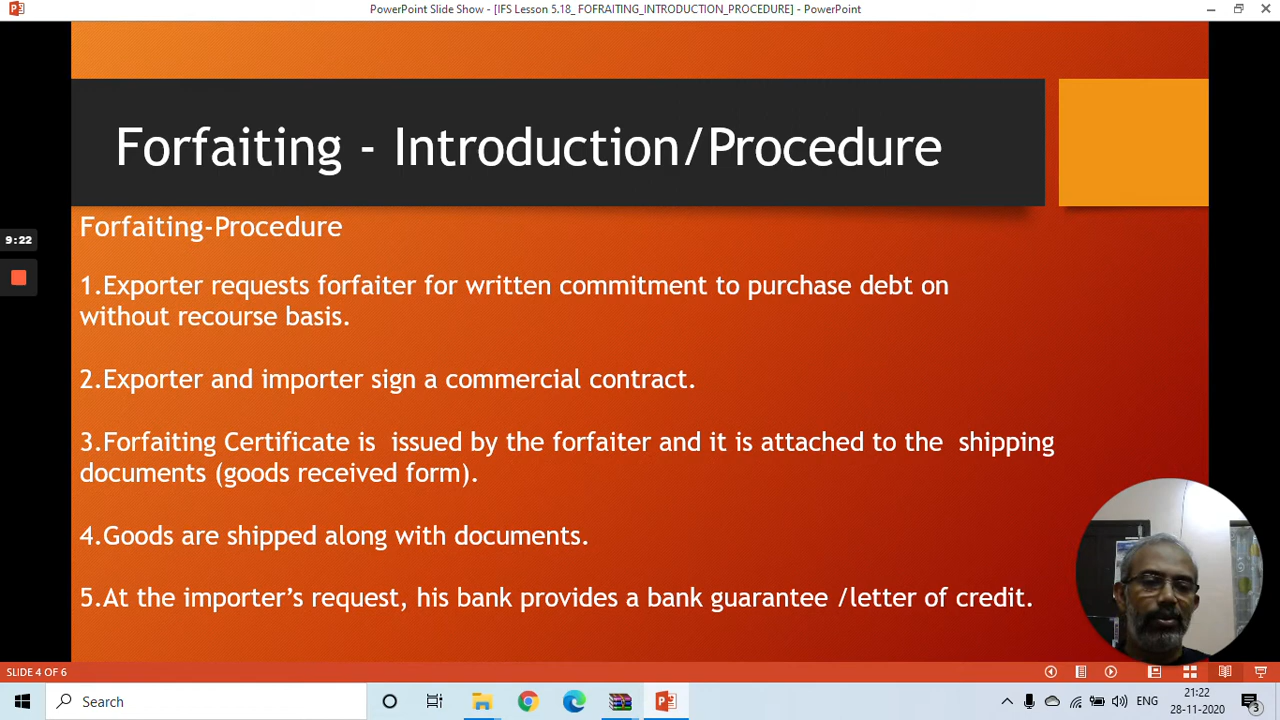 PowerPoint Slide Show - [IFS Lesson 5.18_ FOFRAITING_INTRODUCTION_PROCEDURE] - PowerPoint
Forfaiting - Introduction/Procedure
Forfaiting-Procedure
9:22
1.Exporter requests forfaiter for written commitment to purchase debt on
without recourse basis.
2.Exporter and importer sign a commercial contract.
3.Forfaiting Certificate is  issued by the forfaiter and it is attached to the  shipping
documents (goods received form).
4.Goods are shipped along with documents.
5.At the importer’s request, his bank provides a bank guarantee /letter of credit.
SLIDE 4 OF 6
Search
ENG
21:22
28-11-2020
3